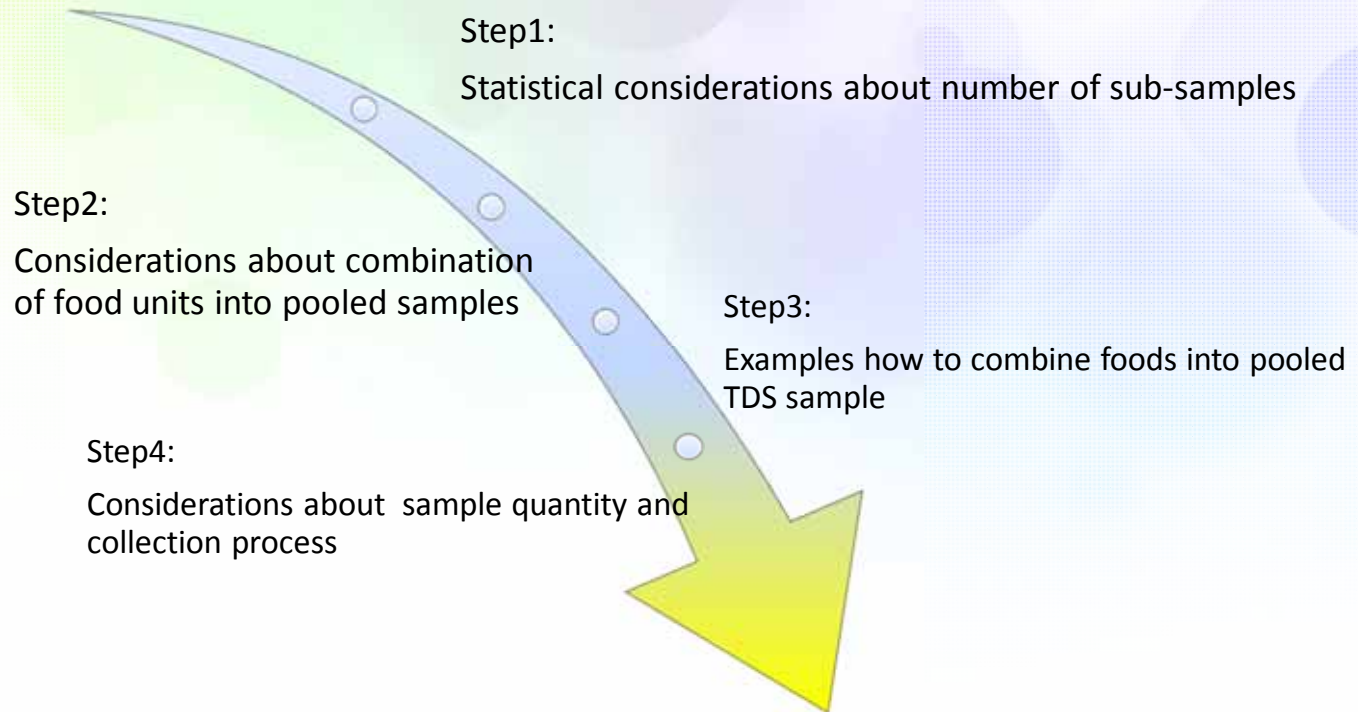 Step1:
Statistical considerations about number of sub-samples
Step2:
Considerations about combination
of food units into pooled samples
Step3:
Examples how to combine foods into pooled
TDS sample
Step4:
Considerations about  sample quantity and
collection process